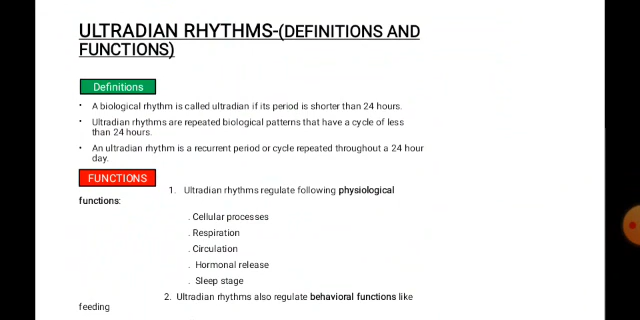 ULTRADIAN RHYTHMS-(DEFINITIONS AND
FUNCTIONS)
Definitions
• A biological rhythm is called ultradian if its period is shorter than 24 hours.
• Ultradian rhythms are repeated biological patterns that have a cycle of less
than 24 hours.
• An ultradian rhythm is a recurrent period or cycle repeated throughout a 24 hour
day.
FUNCTIONS
1. Ultradian rhythms regulate following physiological
functions:
. Cellular processes
. Respiration
. Circulation
. Hormonal release
. Sleep stage
2. Ultradian rhythms also regulate behavioral functions like
feeding